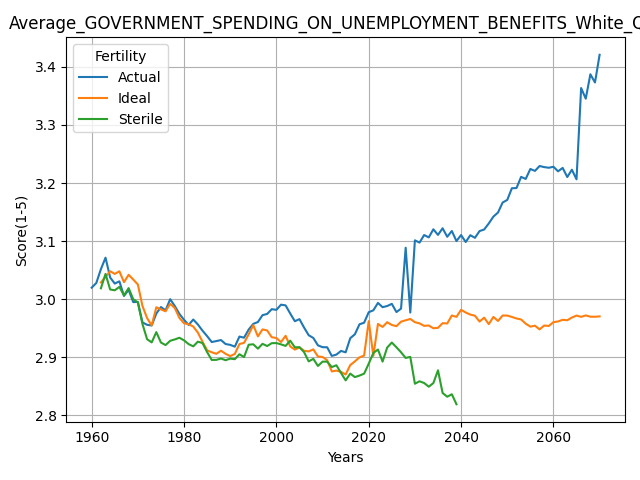 Average_GOVERNMENT_SPENDING_ON_UNEMPLOYMENT_BENEFITS_White_
Fertility
Actual
Ideal
Sterile
3.4
3.3
3.2
3.1
3.0
2.9
2.8
Score(1-5)
1960 1980 2000 2020 2040 2060
Years